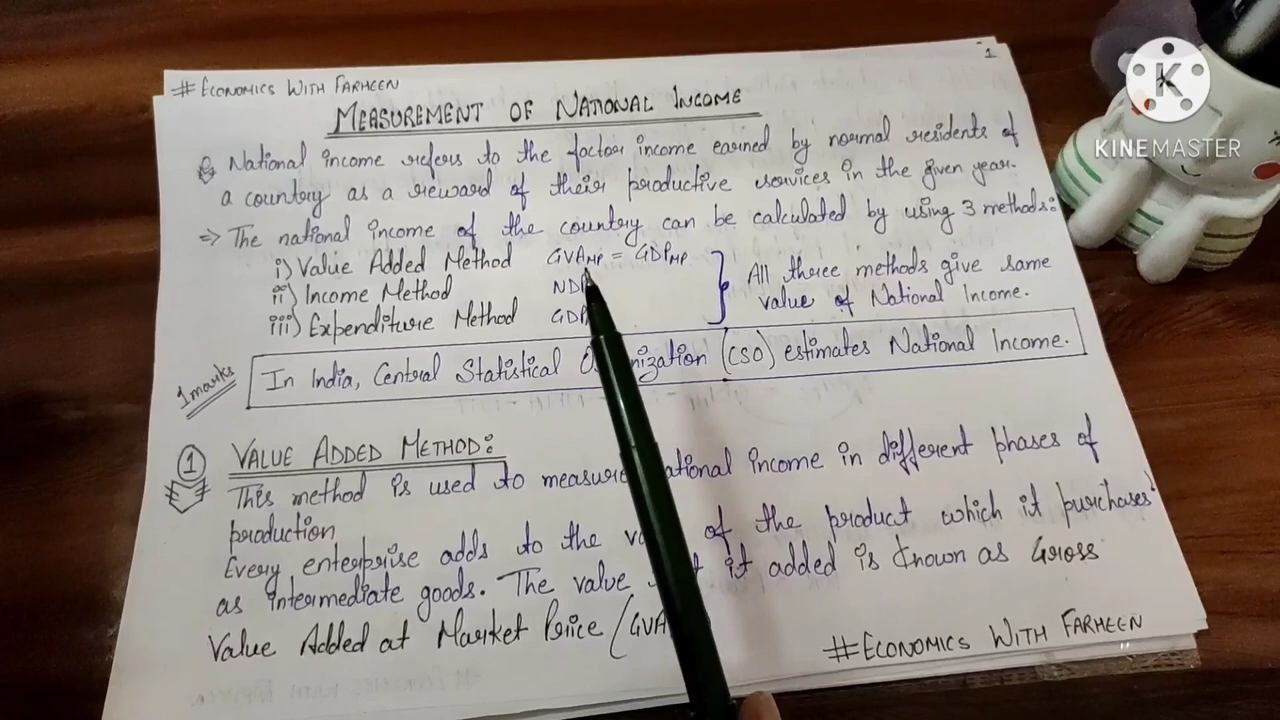 1
K
KINEMASTER
#ECONOMICS WITH FARHEEN
MEASUREMENT OF NATIONAL INCOME
National income refers to the factor income earned by normal residents of
a country as a reward of their productive services in the given year.
⇒ The national income of the country can be calculated by using 3 methods:
i) Value Added Method GVAMP = GDPMP
ii) Income Method
iii) Expenditure Method
All three methods give same
value of National Income.
1 marks
In India, Central Statistical (CSO) estimates National Income.
1 VALUE ADDED METHOD:
This method is used to measure income in different phases of
production
Every enterprise adds to the of the product which it purchases
as intermediate goods. The value it added is known as Gross
Value Added at Market Price
#ECONOMICS WITH FARHEEN